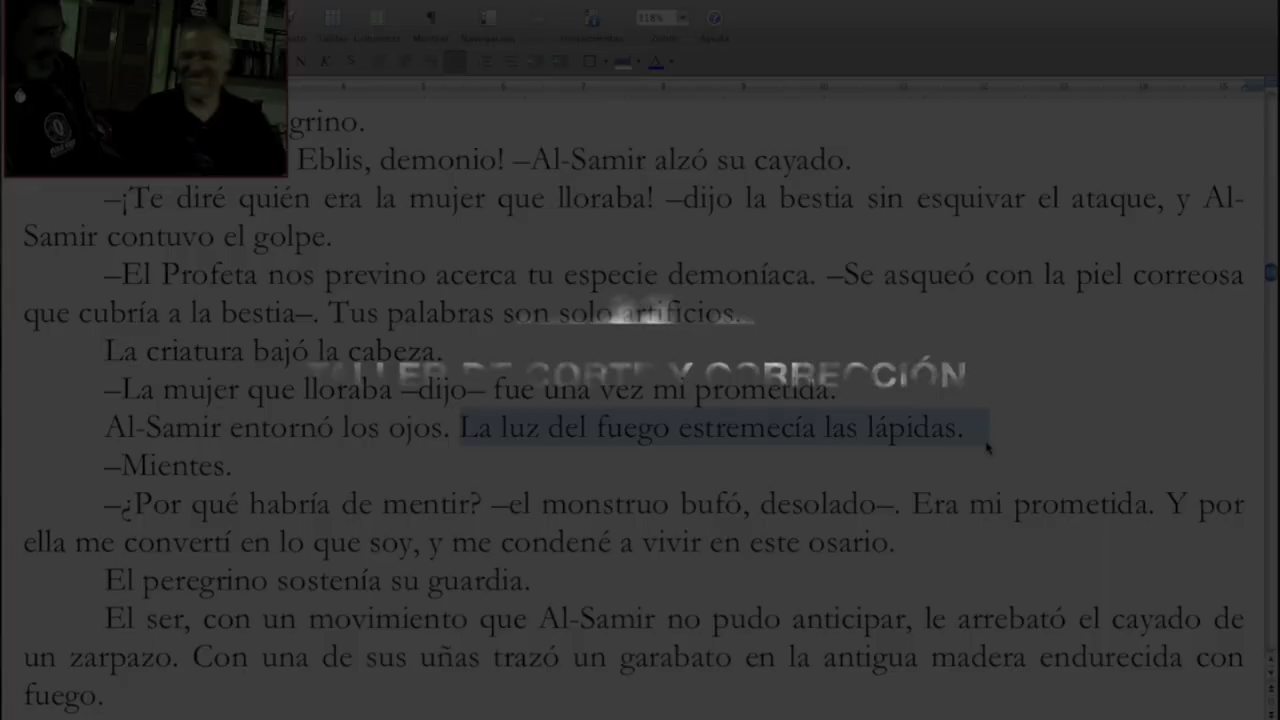 118%
grino.
Eblis, demonio! –Al-Samir alzó su cayado.
–¡Te diré quién era la mujer que lloraba! –dijo la bestia sin esquivar el ataque, y Al-
Samir contuvo el golpe.
–El Profeta nos previno acerca tu especie demoníaca. –Se asqueó con la piel correosa
que cubría a la bestia–. Tus palabras son solo artificios.
La criatura bajó la cabeza.
TALLER DE CORTE Y CORRECCIÓN
–La mujer que lloraba –dijo– fue una vez mi prometida.
Al-Samir entornó los ojos. La luz del fuego estremecía las lápidas.
–Mientes.
–¿Por qué habría de mentir? –el monstruo bufó, desolado–. Era mi prometida. Y por
ella me convertí en lo que soy, y me condené a vivir en este osario.
El peregrino sostenía su guardia.
El ser, con un movimiento que Al-Samir no pudo anticipar, le arrebató el cayado de
un zarpazo. Con una de sus uñas trazó un garabato en la antigua madera endurecida con
fuego.